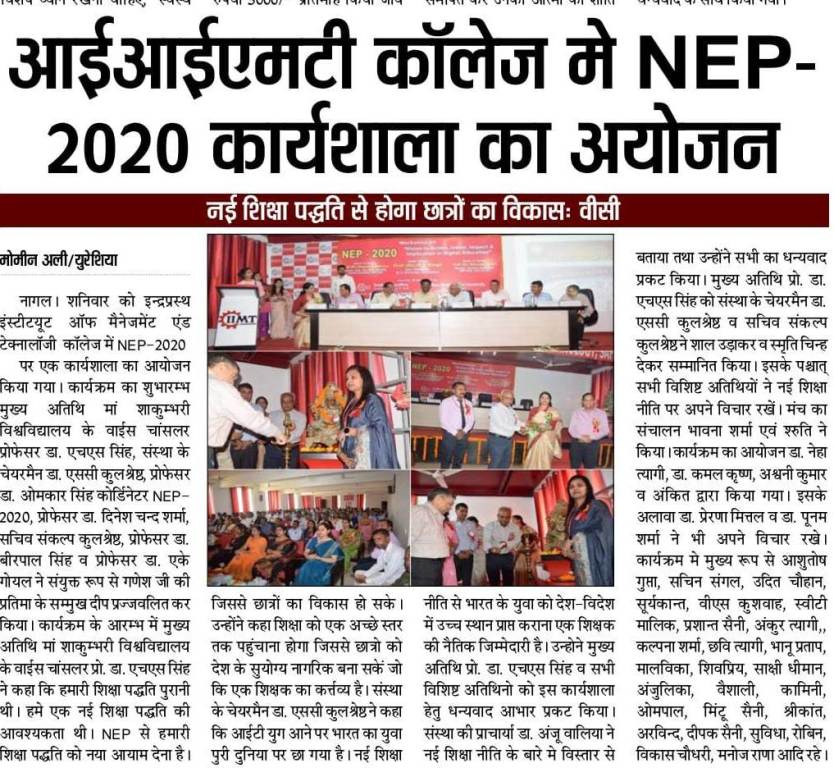 आईआईएमटी कॉलेज मे NEP-
2020 कार्यशाला का अयोजन
नई शिक्षा पद्धति से होगा छात्रों का विकासः वीसी
मोमीन अली/युरेशिया
नागल। शनिवार को इन्द्रप्रस्थ
इंस्टीटयूट ऑफ मैनेजमेंट एंड
टेक्नालॉजी कॉलेज में NEP-2020
पर एक कार्यशाला का आयोजन
किया गया। कार्यक्रम का शुभारम्भ
मुख्य अतिथि मां शाकुम्भरी
विश्वविद्यालय के वाईस चांसलर
प्रोफेसर डा. एचएस सिंह, संस्था के
चेयरमैन डा. एससी कुलश्रेष्ठ, प्रोफेसर
डा. ओमकार सिंह कोर्डिनेटर NEP-
2020, प्रोफेसर डा. दिनेश चन्द शर्मा,
सचिव संकल्प कुलश्रेष्ठ, प्रोफेसर डा.
बीरपाल सिंह व प्रोफेसर डा. एके
गोयल ने संयुक्त रूप से गणेश जी की
प्रतिमा के सम्मुख दीप प्रज्जवलित कर
किया। कार्यक्रम के आरम्भ में मुख्य
अतिथि मां शाकुम्भरी विश्वविद्यालय
के वाईस चांसलर प्रो. डा. एचएस सिंह
ने कहा कि हमारी शिक्षा पद्धति पुरानी
थी। हमे एक नई शिक्षा पद्धति की
आवश्यकता थी। NEP से हमारी
शिक्षा पद्धति को नया आयाम देना है।
NEP - 2020
IIMT
NEP - 2020
जिससे छात्रों का विकास हो सके।
उन्होंने कहा शिक्षा को एक अच्छे स्तर
तक पहुंचाना होगा जिससे छात्रो को
देश के सुयोग्य नागरिक बना सकें जो
कि एक शिक्षक का कर्त्तव्य है। संस्था
के चेयरमैन डा. एससी कुलश्रेष्ठ ने कहा
कि आईटी युग आने पर भारत का युवा
पुरी दुनिया पर छा गया है। नई शिक्षा
नीति से भारत के युवा को देश-विदेश
में उच्च स्थान प्राप्त कराना एक शिक्षक
की नैतिक जिम्मेदारी है। उन्होने मुख्य
अतिथि प्रो. डा. एचएस सिंह व सभी
विशिष्ट अतिथिनो को इस कार्यशाला
हेतु धन्यवाद आभार प्रकट किया।
संस्था की प्राचार्या डा. अंजू वालिया ने
नई शिक्षा नीति के बारे मे विस्तार से
बताया तथा उन्होंने सभी का धन्यवाद
प्रकट किया। मुख्य अतिथि प्रो. डा.
एचएस सिंह को संस्था के चेयरमैन डा.
एससी कुलश्रेष्ठ व सचिव संकल्प
कुलश्रेष्ठ ने शाल उड़ाकर व स्मृति चिन्ह
देकर सम्मानित किया। इसके पश्चात्
सभी विशिष्ट अतिथियों ने नई शिक्षा
नीति पर अपने विचार रखें। मंच का
संचालन भावना शर्मा एवं श्रुति ने
किया। कार्यक्रम का आयोजन डा. नेहा
त्यागी, डा. कमल कृष्ण, अश्वनी कुमार
व अंकित द्वारा किया गया। इसके
अलावा डा. प्रेरणा मित्तल व डा. पूनम
शर्मा ने भी अपने विचार रखे।
कार्यक्रम मे मुख्य रूप से आशुतोष
गुप्ता, सचिन संगल, उदित चौहान,
सूर्यकान्त, वीएस कुशवाह, स्वीटी
मालिक, प्रशान्त सैनी, अंकुर त्यागी,,
कल्पना शर्मा, छवि त्यागी, भानू प्रताप,
मालविका, शिवप्रिय, साक्षी धीमान,
अंजुलिका, वैशाली, कामिनी,
ओमपाल, मिंटू सैनी, श्रीकांत,
अरविन्द, दीपक सैनी, सुविधा, रोबिन,
विकास चौधरी, मनोज राणा आदि रहे।